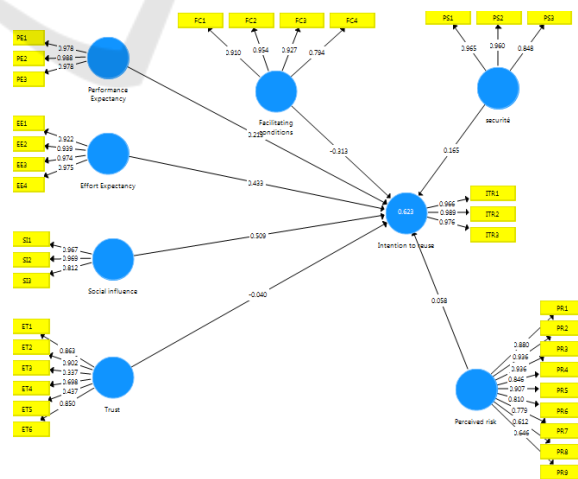 FC1
FC2
FC3
FC4
PS1
PS2
PS3
PE1
PE2
PE3
0.978
0.988
0.978
Performance
Expectancy
0.910
0.954
0.927
0.794
Facilitating
conditions
0.965
0.960
0.848
securité
0.213
-0.313
0.165
EE1
EE2
EE3
EE4
0.922
0.939
0.974
0.975
Effort Expectancy
0.433
ITR1
ITR2
ITR3
0.966
0.989
0.976
0.623
Intention to reuse
SI1
SI2
SI3
0.967
0.969
0.812
Social influence
0.509
-0.040
0.058
ET1
ET2
ET3
ET4
ET5
ET6
0.863
0.902
0.337
0.698
0.437
0.850
Trust
PR1
PR2
PR3
PR4
PR5
PR6
PR7
PR8
PR9
0.880
0.936
0.936
0.846
0.907
0.810
0.779
0.612
0.646
Perceived risk